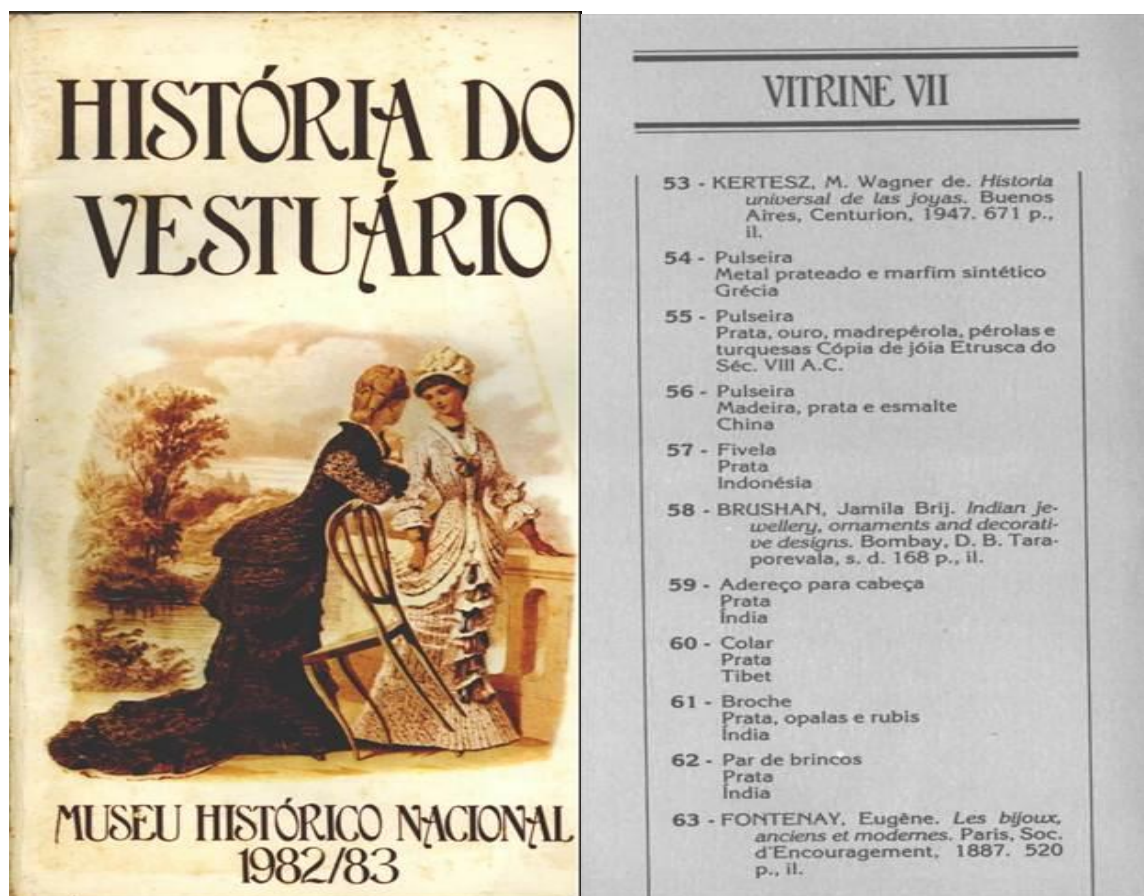 HISTÓRIA DO
VESTUÁRIO
MUSEU HISTÓRICO NACIONAL
1982/83
VITRINE VII
53 - KERTESZ, M. Wagner de. Historia
universal de las joyas. Buenos
Aires, Centurion, 1947. 671 p.,
il.
54 - Pulseira
Metal prateado e marfim sintético
Grécia
55 - Pulseira
Prata, ouro, madrepérola, pérolas e
turquesas Cópia de jóia Etrusca do
Séc. VIII A.C.
56 - Pulseira
Madeira, prata e esmalte
China
57 - Fivela
Prata
Indonésia
58 - BRUSHAN, Jamila Brij. Indian je-
wellery, ornaments and decorati-
ve designs. Bombay, D. B. Tara-
porevala, s. d. 168 p., il.
59 - Adereço para cabeça
Prata
Índia
60 - Colar
Prata
Tibet
61 - Broche
Prata, opalas e rubis
Índia
62 - Par de brincos
Prata
Índia
63 - FONTENAY, Eugène. Les bijoux,
anciens et modernes. Paris, Soc.
d'Encouragement, 1887. 520
p., il.